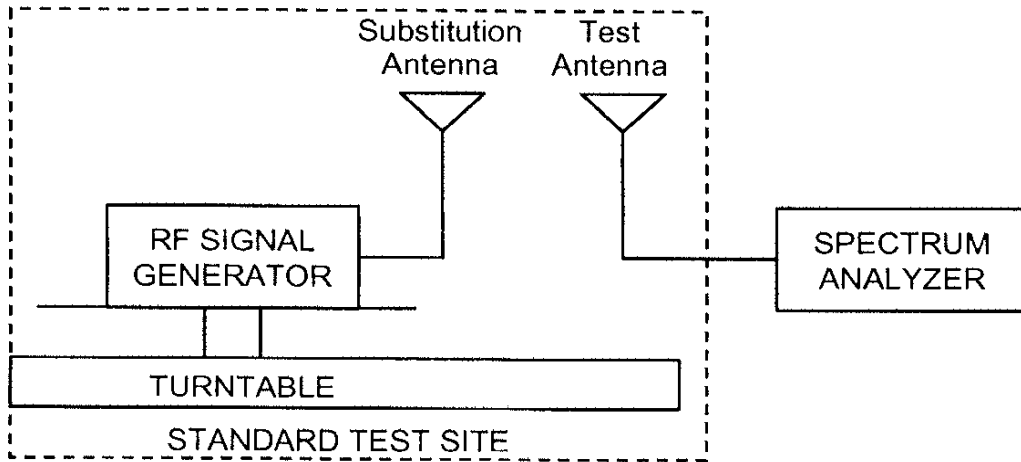 Substitution
Antenna
Test
Antenna
RF SIGNAL
GENERATOR
SPECTRUM
ANALYZER
TURNTABLE
STANDARD TEST SITE